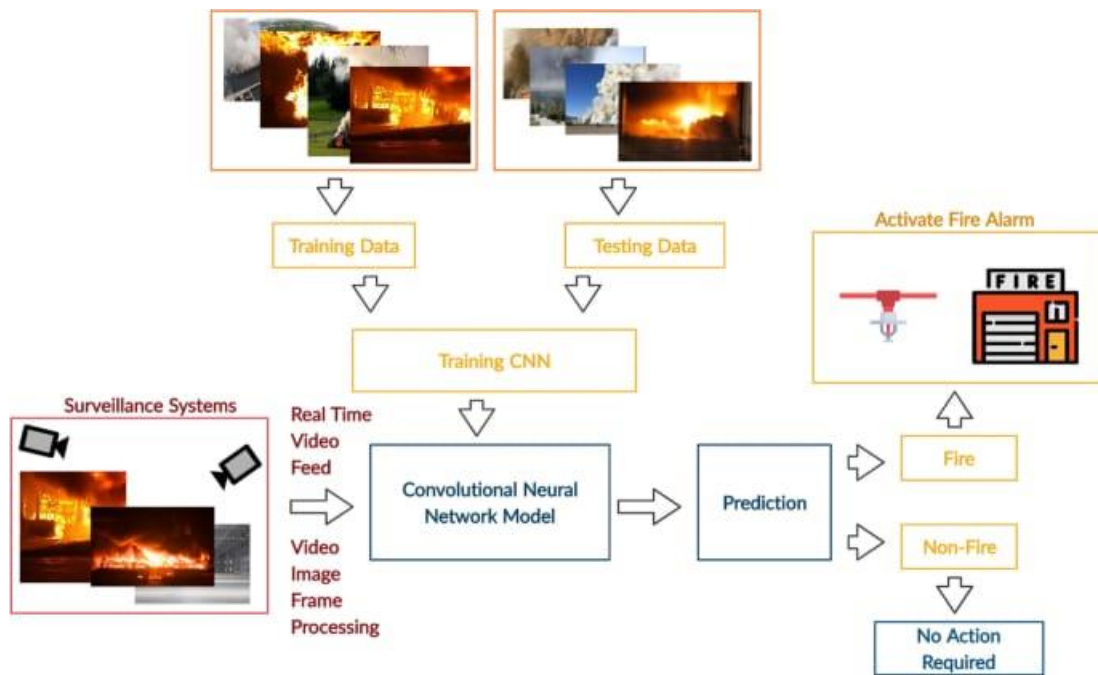 Training Data
Testing Data
Activate Fire Alarm
FIRE
Training CNN
Surveillance Systems
Real Time
Video
Feed
Convolutional Neural
Network Model
Prediction
Fire
Non-Fire
Video
Image
Frame
Processing
No Action
Required